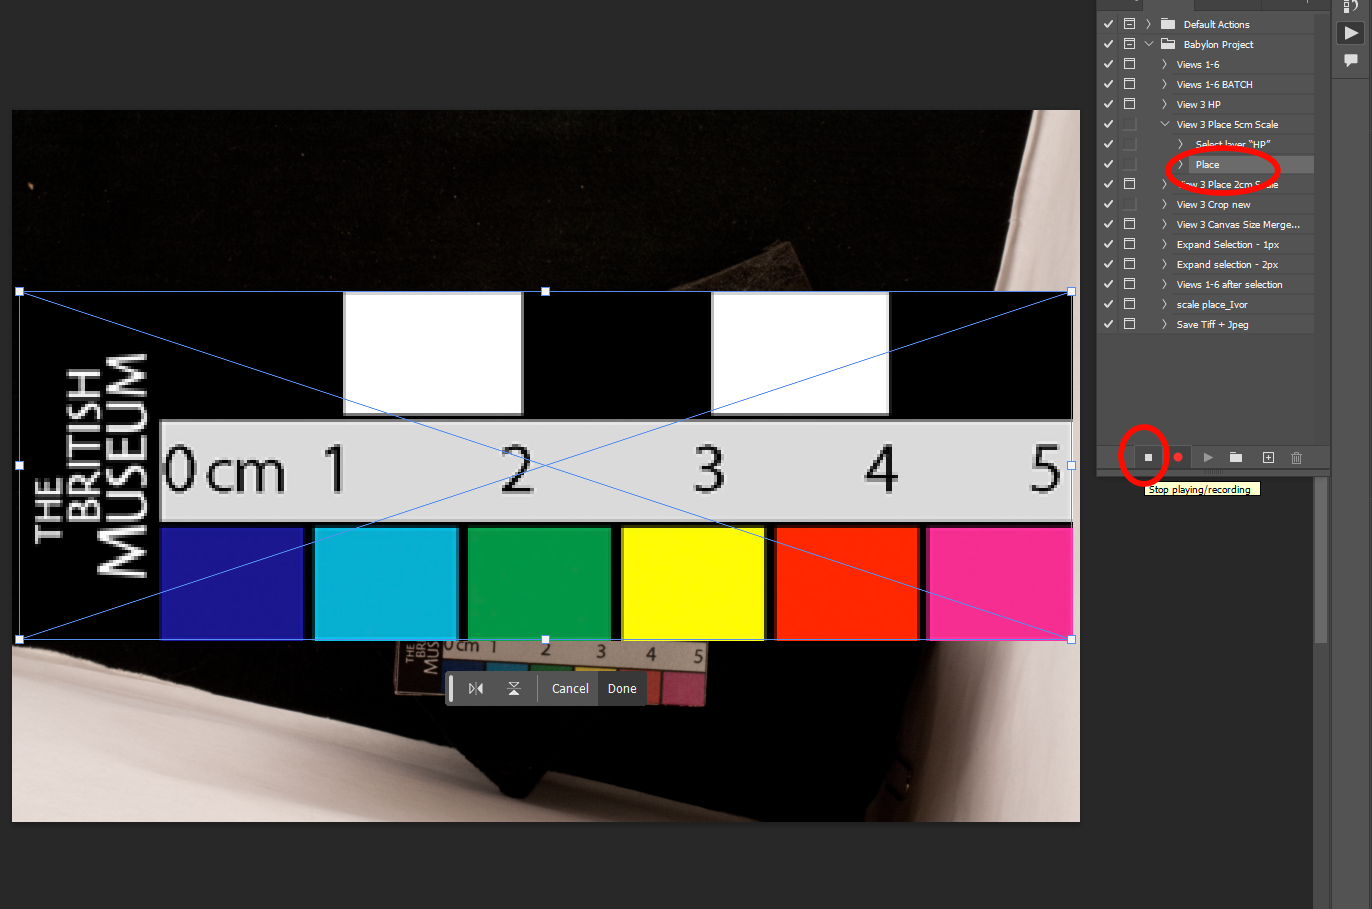 Default Actions
Babylon Project
Views 1-6
Views 1-6 BATCH
View 3 HP
View 3 Place 5cm Scale
Select layer "HP"
Place
View 3 Place 2cm Scale
View 3 Crop new
View 3 Canvas Size Merge...
Expand Selection - 1px
Expand selection - 2px
Views 1-6 after selection
scale place_Ivor
Save Tiff + Jpeg
Stop playing/recording
THE
BRITISH
MUSEUM
0 cm 1 2 3 4 5
THE
BR
MUS
0 cm 1 2 3 4 5
Cancel Done